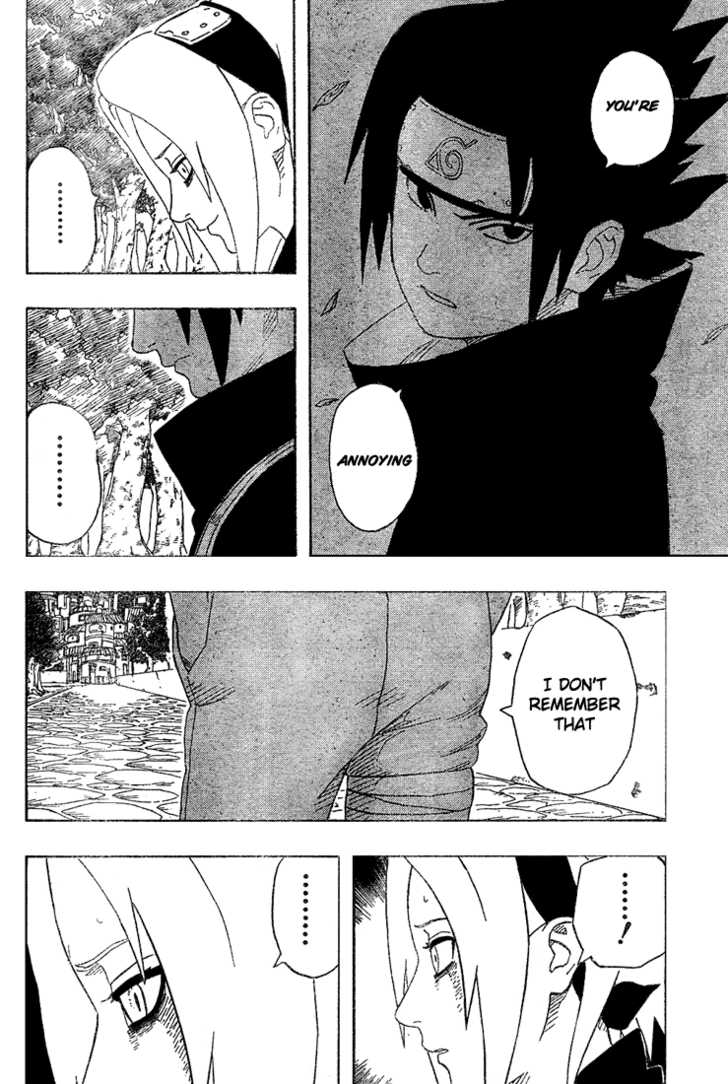 YOU'RE
ANNOYING
........
........
I DON'T
REMEMBER
THAT
.......!
........